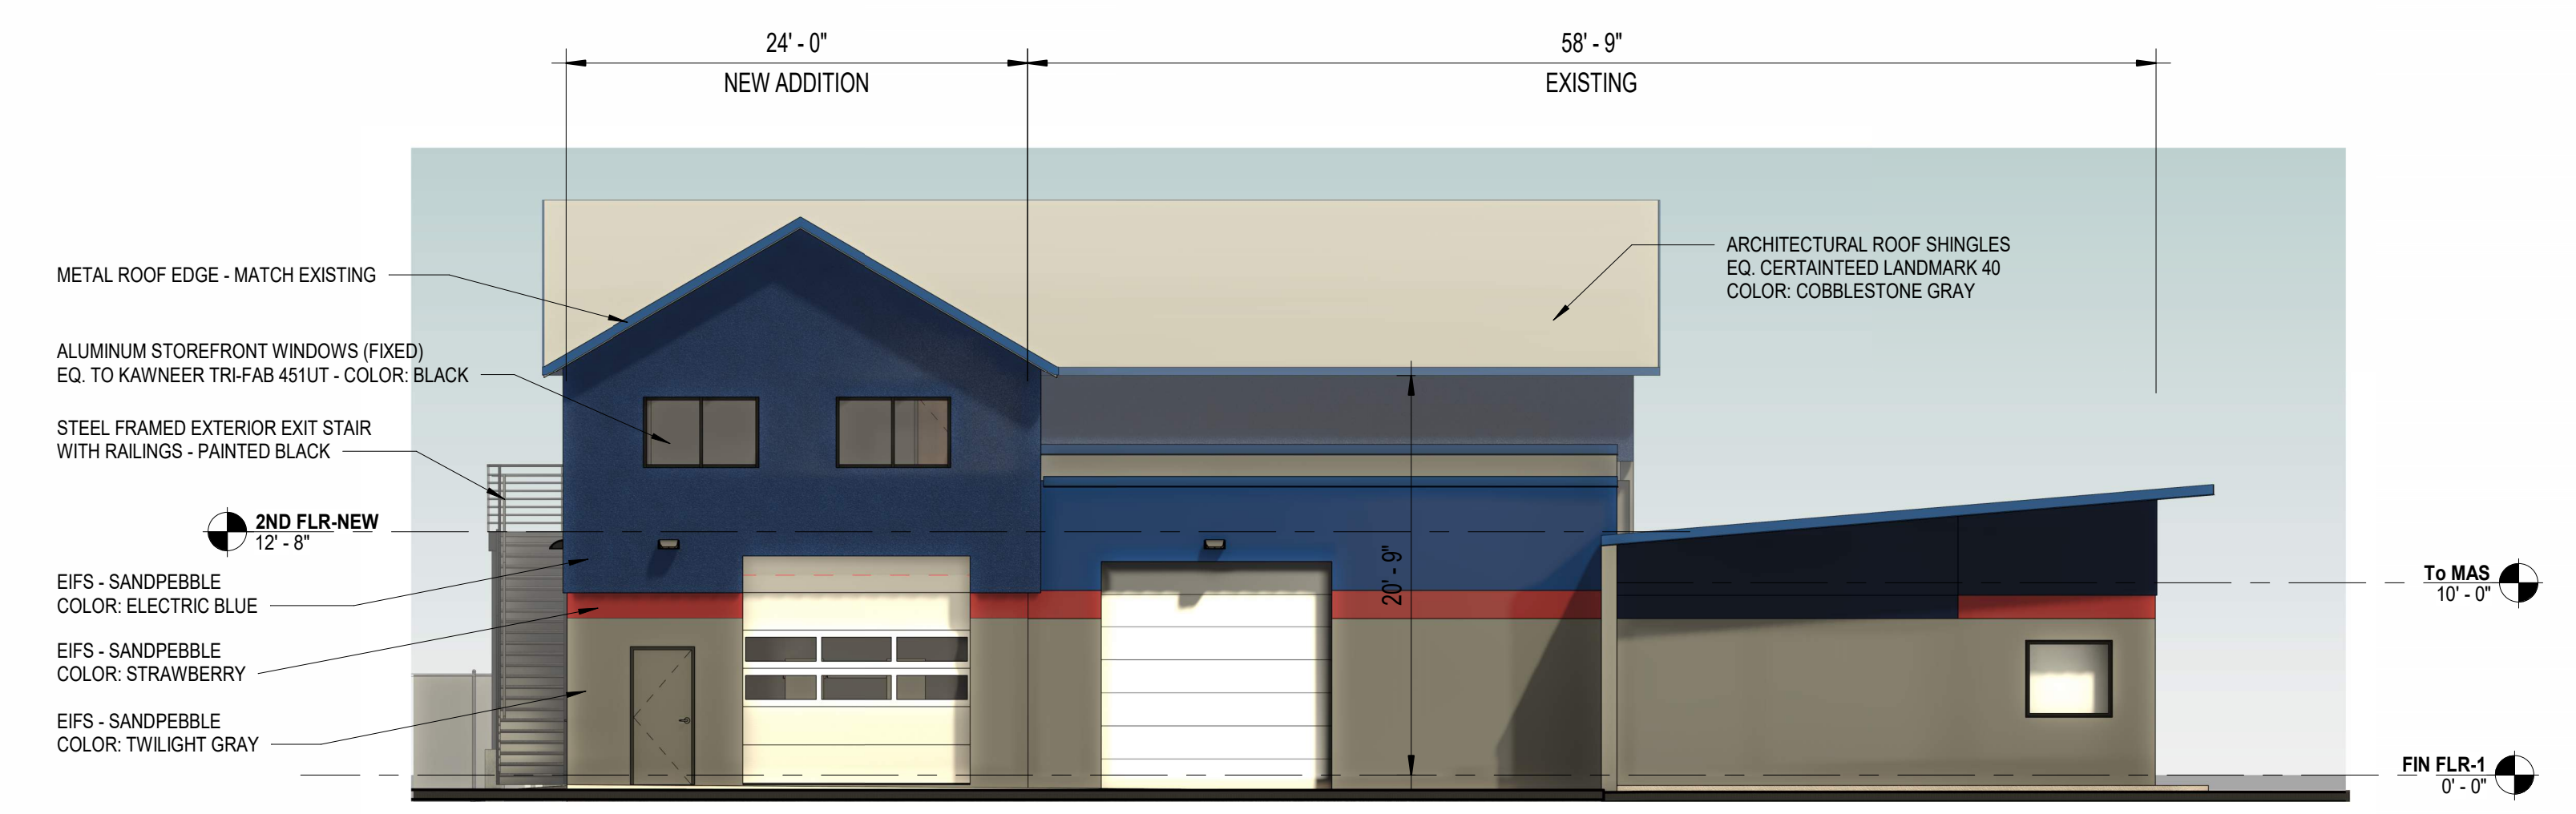 24' - 0"
58' - 9"
NEW ADDITION
EXISTING
METAL ROOF EDGE - MATCH EXISTING
ARCHITECTURAL ROOF SHINGLES
EQ. CERTAINTEED LANDMARK 40
COLOR: COBBLESTONE GRAY
ALUMINUM STOREFRONT WINDOWS (FIXED)
EQ. TO KAWNEER TRI-FAB 451UT - COLOR: BLACK
STEEL FRAMED EXTERIOR EXIT STAIR
WITH RAILINGS - PAINTED BLACK
2ND FLR-NEW
12' - 8"
20' - 9"
EIFS - SANDPEBBLE
COLOR: ELECTRIC BLUE
To MAS
10' - 0"
EIFS - SANDPEBBLE
COLOR: STRAWBERRY
EIFS - SANDPEBBLE
COLOR: TWILIGHT GRAY
FIN FLR-1
0' - 0"